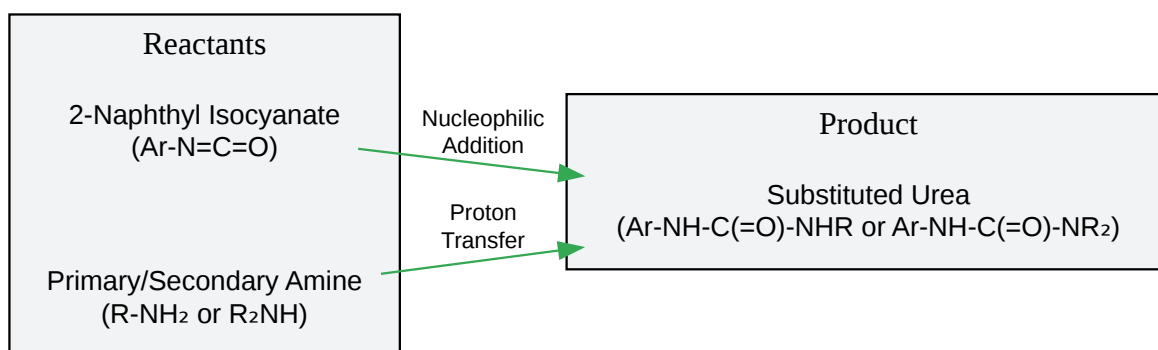 Reactants
2-Naphthyl Isocyanate
(Ar-N=C=O)
Primary/Secondary Amine
(R-NH₂ or R₂NH)
Nucleophilic
Addition
Proton
Transfer
Product
Substituted Urea
(Ar-NH-C(=O)-NHR or Ar-NH-C(=O)-NR₂)